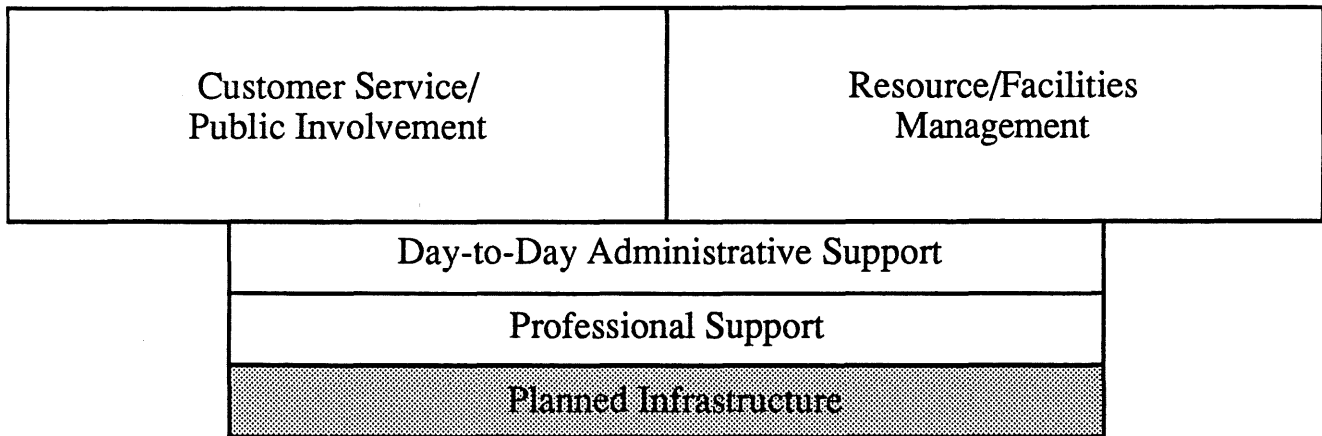 Customer Service/
Public Involvement
Resource/Facilities
Management
Day-to-Day Administrative Support
Professional Support
Planned Infrastructure